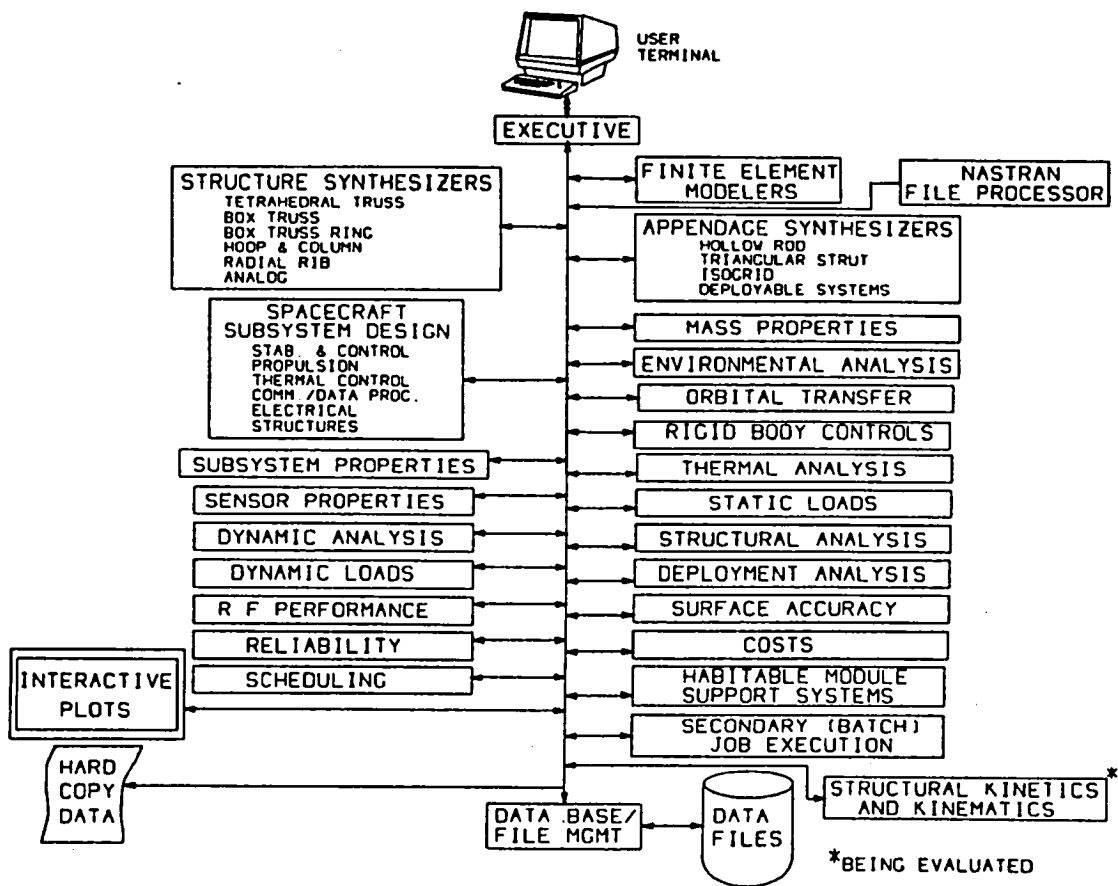 USER
TERMINAL
EXECUTIVE
STRUCTURE SYNTHESIZERS
TETRAHEDRAL TRUSS
BOX TRUSS
BOX TRUSS RING
HOOP & COLUMN
RADIAL RIB
ANALOG
SPACECRAFT
SUBSYSTEM DESIGN
STAB. & CONTROL
PROPULSION
THERMAL CONTROL
COMM./DATA PROC.
ELECTRICAL
STRUCTURES
SUBSYSTEM PROPERTIES
SENSOR PROPERTIES
DYNAMIC ANALYSIS
DYNAMIC LOADS
R F PERFORMANCE
RELIABILITY
SCHEDULING
INTERACTIVE
PLOTS
HARD
COPY
DATA
FINITE ELEMENT
MODELERS
NASTRAN
FILE PROCESSOR
APPENDAGE SYNTHESIZERS
HOLLOW ROD
TRIANGULAR STRUT
ISOGRID
DEPLOYABLE SYSTEMS
MASS PROPERTIES
ENVIRONMENTAL ANALYSIS
ORBITAL TRANSFER
RIGID BODY CONTROLS
THERMAL ANALYSIS
STATIC LOADS
STRUCTURAL ANALYSIS
DEPLOYMENT ANALYSIS
SURFACE ACCURACY
COSTS
HABITABLE MODULE
SUPPORT SYSTEMS
SECONDARY (BATCH)
JOB EXECUTION
STRUCTURAL KINETICS *
AND KINEMATICS
DATA BASE/
FILE MGMT
DATA
FILES
*BEING EVALUATED